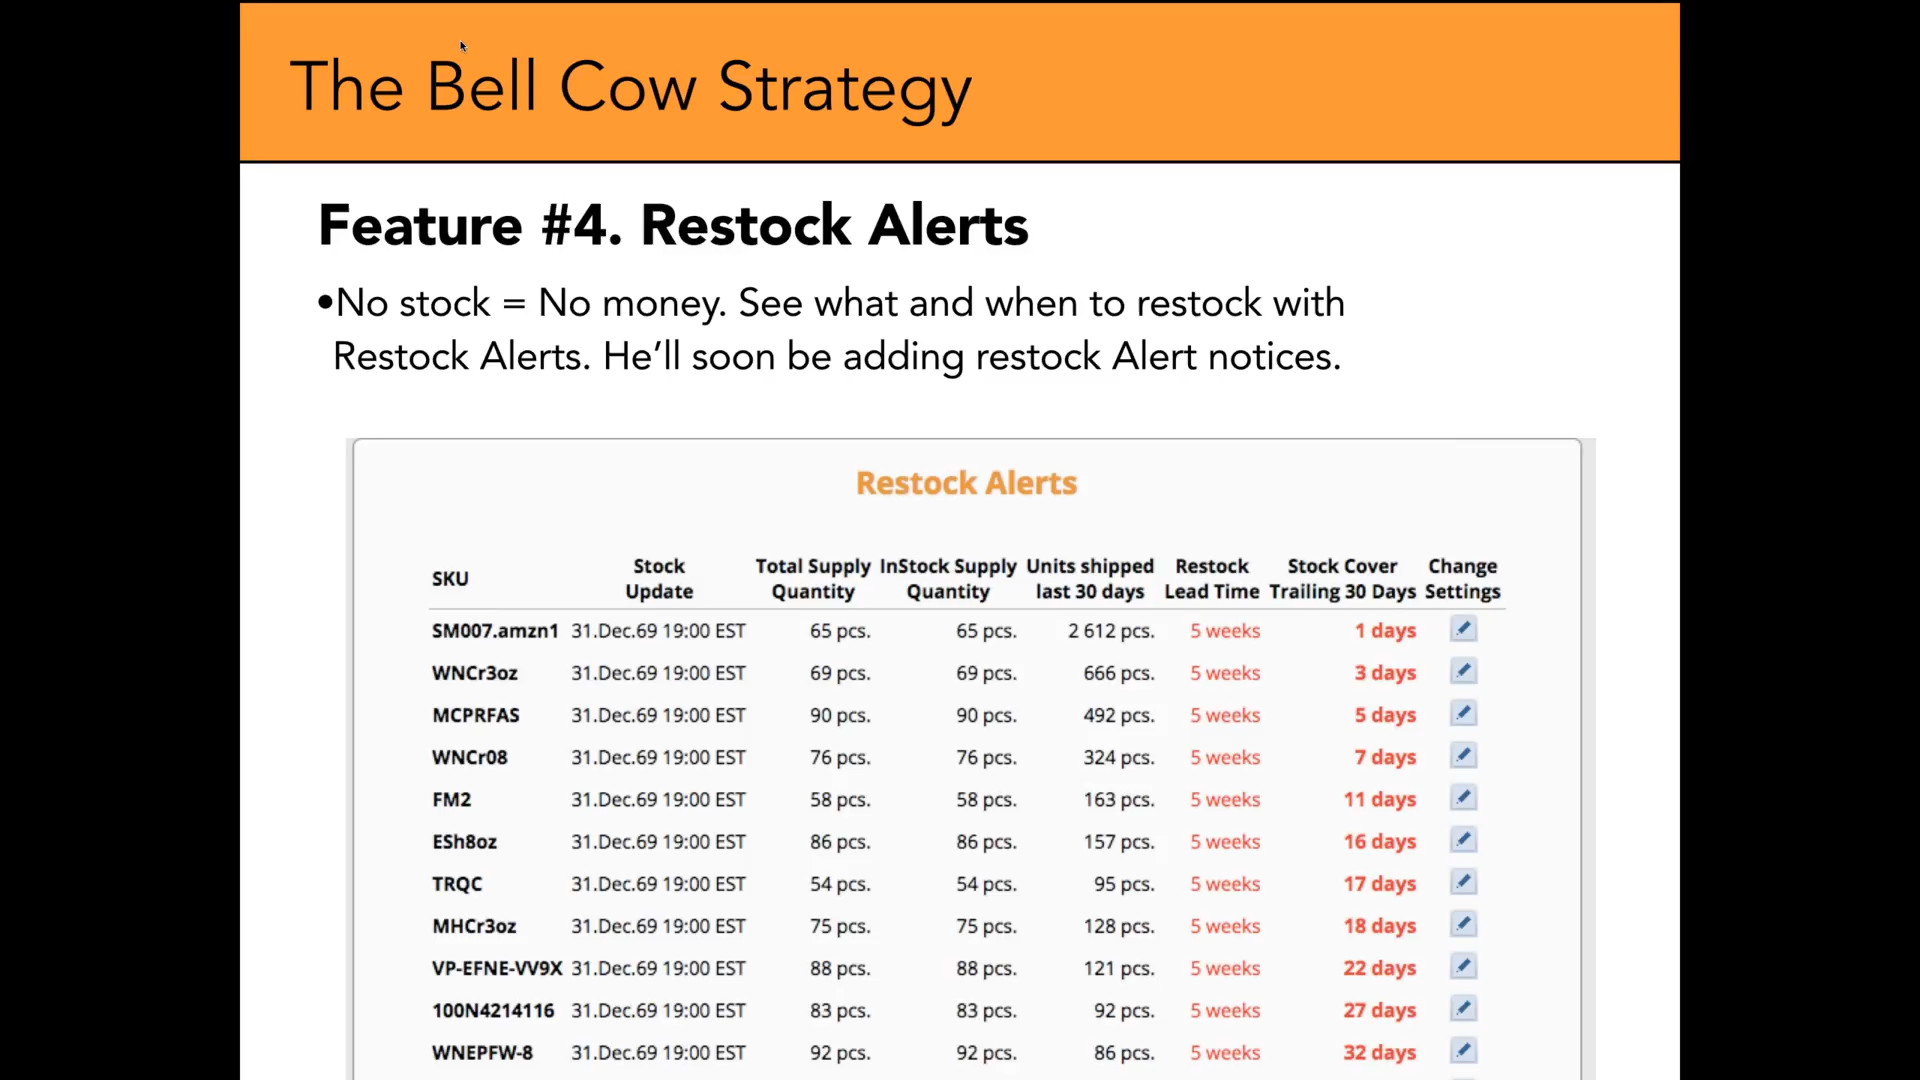 The Bell Cow Strategy
Feature #4. Restock Alerts
•No stock = No money. See what and when to restock with
Restock Alerts. He’ll soon be adding restock Alert notices.
Restock Alerts
SKU Stock Update Total Supply Quantity InStock Supply Quantity Units shipped last 30 days Restock Lead Time Stock Cover Trailing 30 Days Change Settings
SM007.amzn1 31.Dec.69 19:00 EST 65 pcs. 65 pcs. 2 612 pcs. 5 weeks 1 days
WNCr3oz 31.Dec.69 19:00 EST 69 pcs. 69 pcs. 666 pcs. 5 weeks 3 days
MCPRFAS 31.Dec.69 19:00 EST 90 pcs. 90 pcs. 492 pcs. 5 weeks 5 days
WNCr08 31.Dec.69 19:00 EST 76 pcs. 76 pcs. 324 pcs. 5 weeks 7 days
FM2 31.Dec.69 19:00 EST 58 pcs. 58 pcs. 163 pcs. 5 weeks 11 days
ESh8oz 31.Dec.69 19:00 EST 86 pcs. 86 pcs. 157 pcs. 5 weeks 16 days
TRQC 31.Dec.69 19:00 EST 54 pcs. 54 pcs. 95 pcs. 5 weeks 17 days
MHCr3oz 31.Dec.69 19:00 EST 75 pcs. 75 pcs. 128 pcs. 5 weeks 18 days
VP-EFNE-VV9X 31.Dec.69 19:00 EST 88 pcs. 88 pcs. 121 pcs. 5 weeks 22 days
100N4214116 31.Dec.69 19:00 EST 83 pcs. 83 pcs. 92 pcs. 5 weeks 27 days
WNEPFW-8 31.Dec.69 19:00 EST 92 pcs. 92 pcs. 86 pcs. 5 weeks 32 days